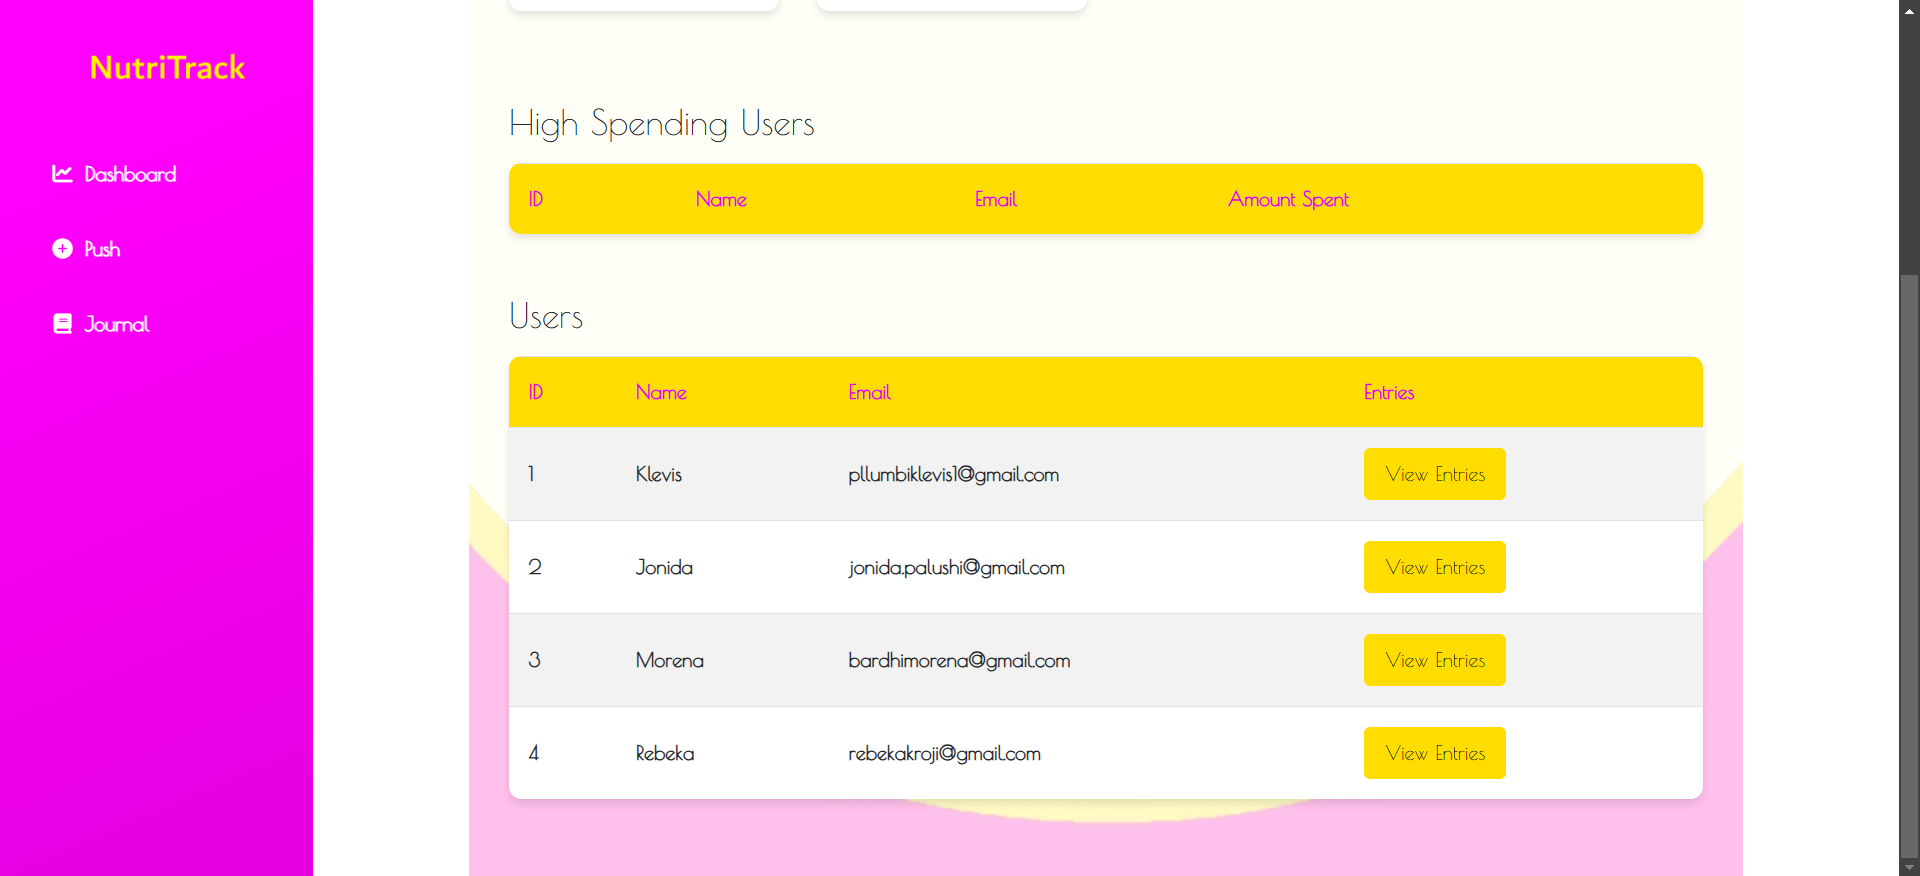 NutriTrack
Dashboard
Push
Journal
High Spending Users
ID Name Email Amount Spent
Users
ID Name Email Entries
1 Klevis pllumbiklevis1@gmail.com View Entries
2 Jonida jonida.palushi@gmail.com View Entries
3 Morena bardhimorena@gmail.com View Entries
4 Rebeka rebekakroji@gmail.com View Entries